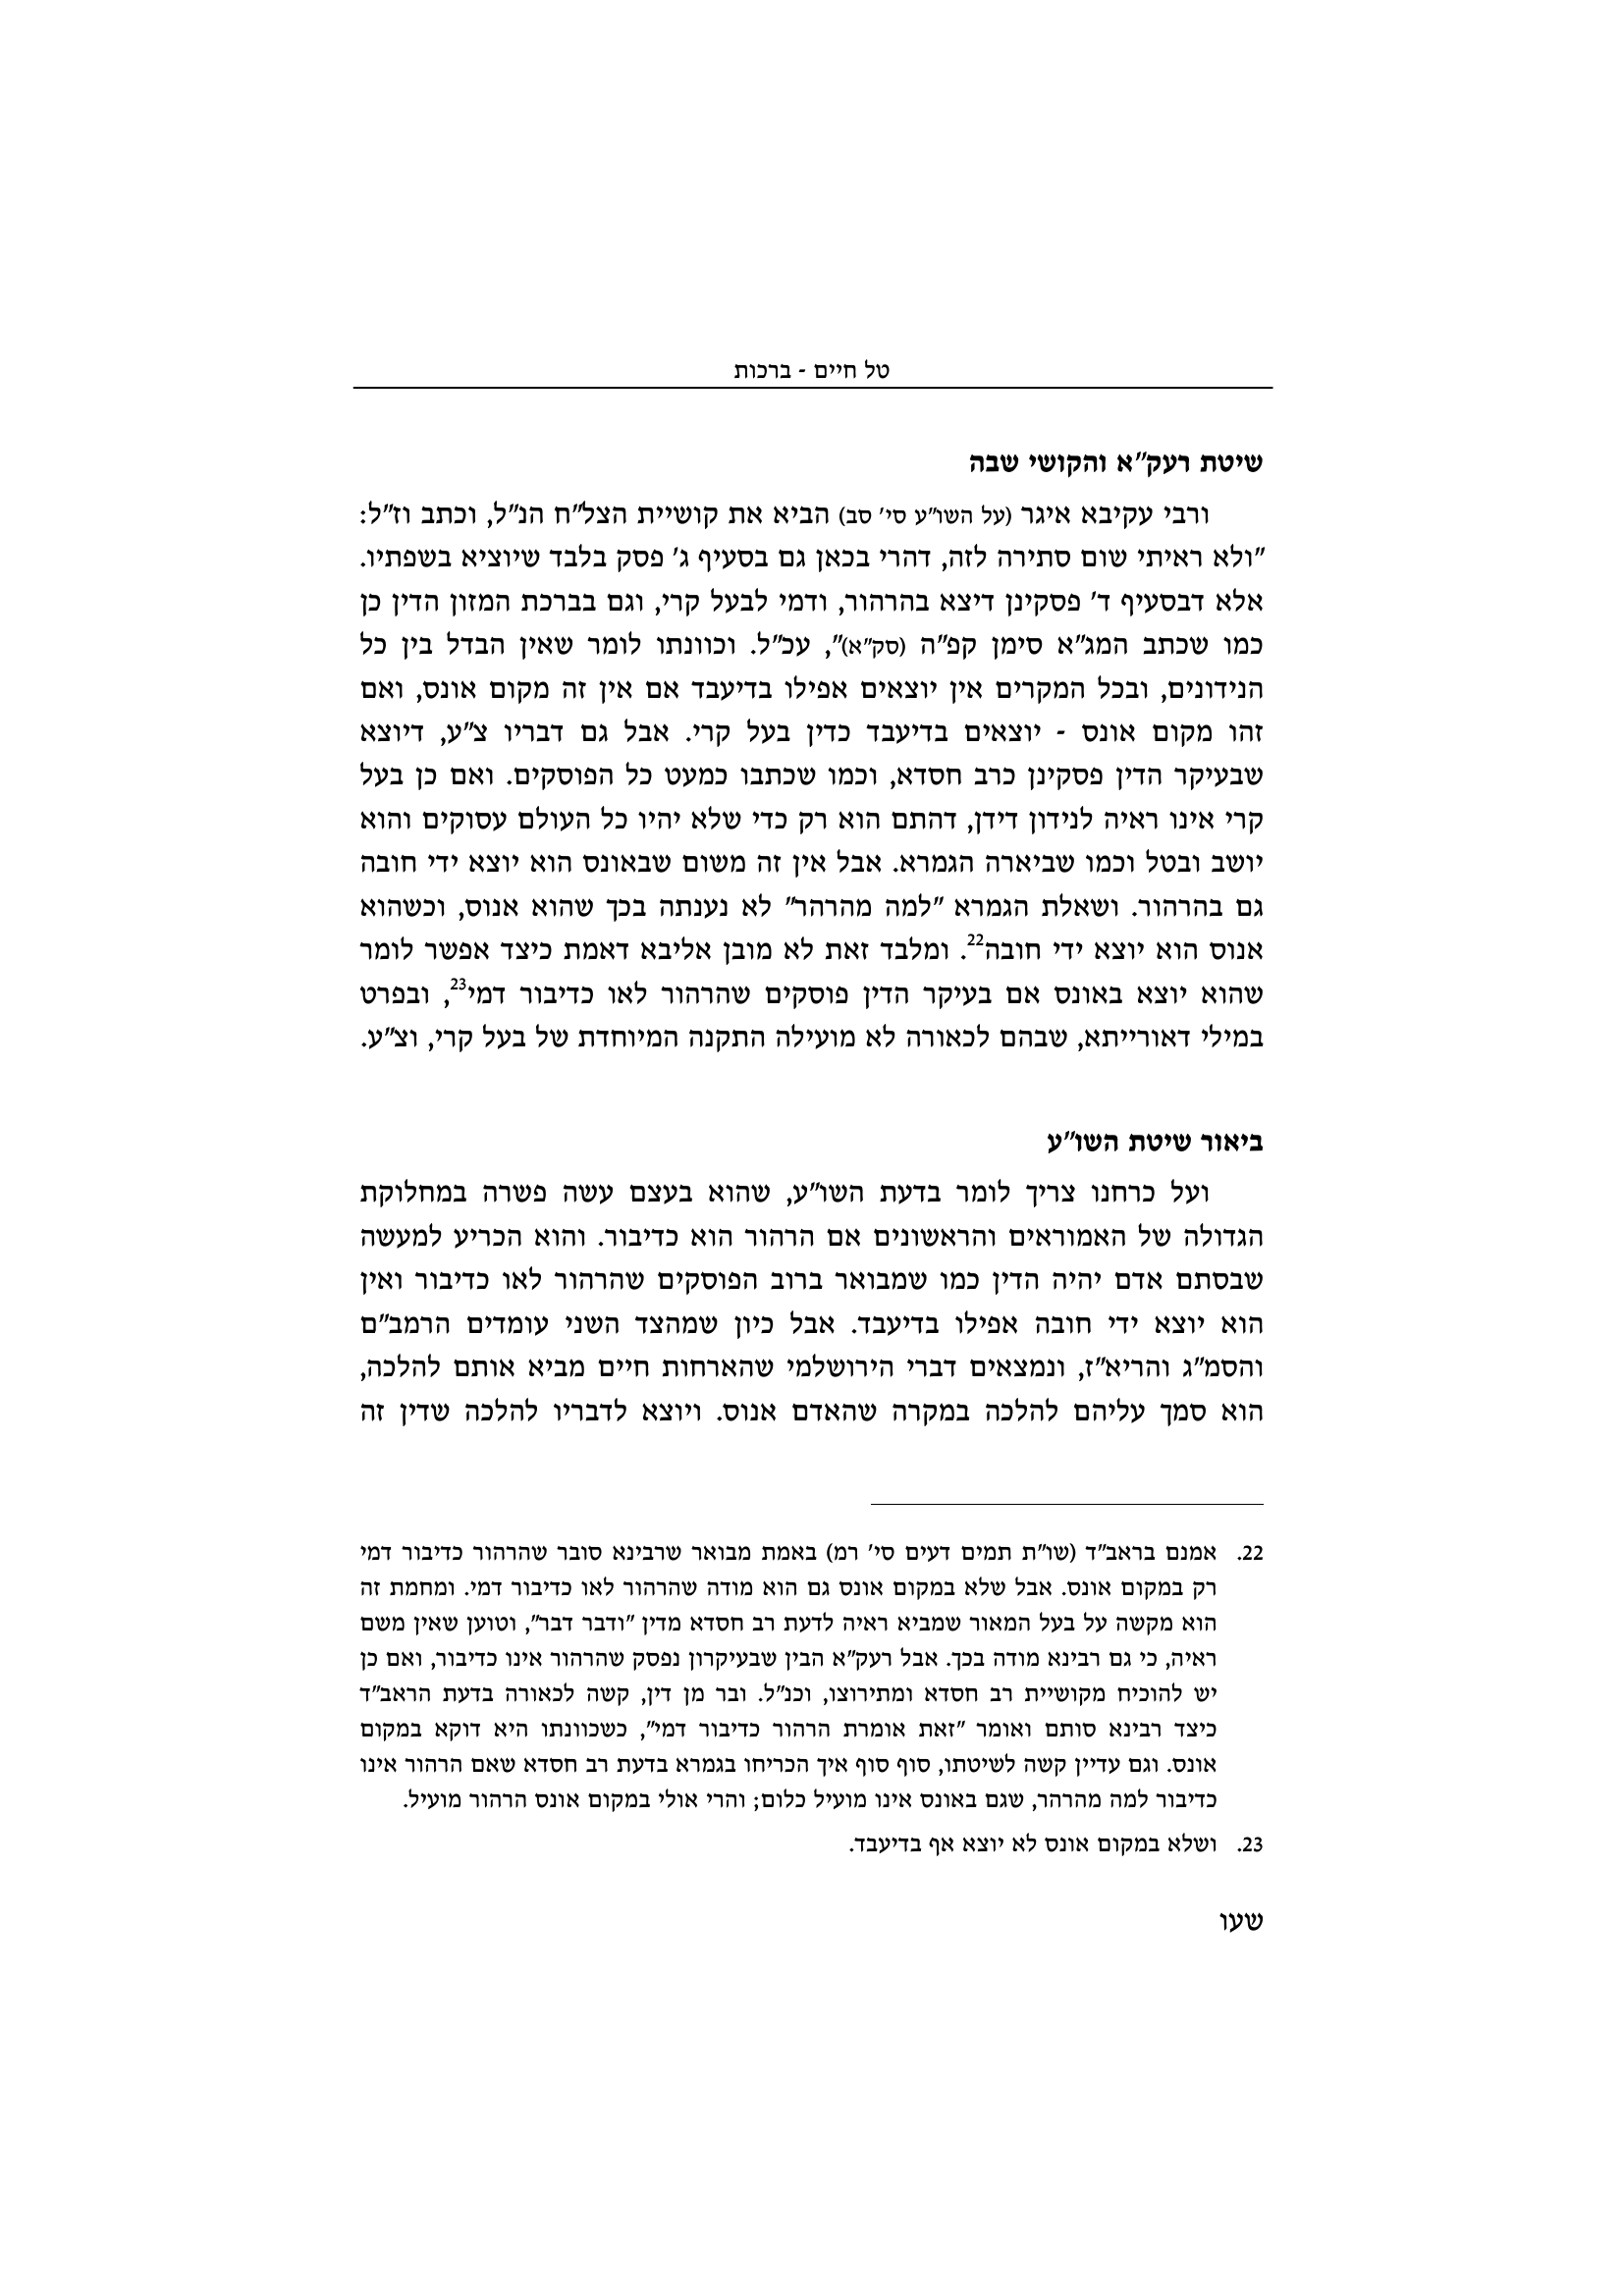 טל חיים - ברכות
שיטת רעק"א והקושי שבה
ורבי עקיבא איגר (על השו"ע סי' סב) הביא את קושיית הצל"ח הנ"ל, וכתב וז"ל:
"ולא ראיתי שום סתירה לזה, דהרי בכאן גם בסעיף ג' פסק בלבד שיוציא בשפתיו.
אלא דבסעיף ד' פסקינן דיצא בהרהור, ודמי לבעל קרי, וגם בברכת המזון הדין כן
כמו שכתב המג"א סימן קפ"ה (סק"א)", עכ"ל. וכוונתו לומר שאין הבדל בין כל
הנידונים, ובכל המקרים אין יוצאים אפילו בדיעבד אם אין זה מקום אונס, ואם
זהו מקום אונס - יוצאים בדיעבד כדין בעל קרי. אבל גם דבריו צ"ע, דיוצא
שבעיקר הדין פסקינן כרב חסדא, וכמו שכתבו כמעט כל הפוסקים. ואם כן בעל
קרי אינו ראיה לנידון דידן, דהתם הוא רק כדי שלא יהיו כל העולם עסוקים והוא
יושב ובטל וכמו שביארה הגמרא. אבל אין זה משום שבאונס הוא יוצא ידי חובה
גם בהרהור. ושאלת הגמרא "למה מהרהר" לא נענתה בכך שהוא אנוס, וכשהוא
אנוס הוא יוצא ידי חובה22. ומלבד זאת לא מובן אליבא דאמת כיצד אפשר לומר
שהוא יוצא באונס אם בעיקר הדין פוסקים שהרהור לאו כדיבור דמי23, ובפרט
במילי דאורייתא, שבהם לכאורה לא מועילה התקנה המיוחדת של בעל קרי, וצ"ע.
ביאור שיטת השו"ע
ועל כרחנו צריך לומר בדעת השו"ע, שהוא בעצם עשה פשרה במחלוקת
הגדולה של האמוראים והראשונים אם הרהור הוא כדיבור. והוא הכריע למעשה
שבסתם אדם יהיה הדין כמו שמבואר ברוב הפוסקים שהרהור לאו כדיבור ואין
הוא יוצא ידי חובה אפילו בדיעבד. אבל כיון שמהצד השני עומדים הרמב"ם
והסמ"ג והריא"ז, ונמצאים דברי הירושלמי שהארחות חיים מביא אותם להלכה,
הוא סמך עליהם להלכה במקרה שהאדם אנוס. ויוצא לדבריו להלכה שדין זה
22. אמנם בראב"ד (שו"ת תמים דעים סי' רמ) באמת מבואר שרבינא סובר שהרהור כדיבור דמי
רק במקום אונס. אבל שלא במקום אונס גם הוא מודה שהרהור לאו כדיבור דמי. ומחמת זה
הוא מקשה על בעל המאור שמביא ראיה לדעת רב חסדא מדין "ודבר דבר", וטוען שאין משם
ראיה, כי גם רבינא מודה בכך. אבל רעק"א הבין שבעיקרון נפסק שהרהור אינו כדיבור, ואם כן
יש להוכיח מקושיית רב חסדא ומתירוצו, וכנ"ל. ובר מן דין, קשה לכאורה בדעת הראב"ד
כיצד רבינא סותם ואומר "זאת אומרת הרהור כדיבור דמי", כשכוונתו היא דוקא במקום
אונס. וגם עדיין קשה לשיטתו, סוף סוף איך הכריחו בגמרא בדעת רב חסדא שאם הרהור אינו
כדיבור למה מהרהר, שגם באונס אינו מועיל כלום; והרי אולי במקום אונס הרהור מועיל.
23. ושלא במקום אונס לא יוצא אף בדיעבד.
שעו